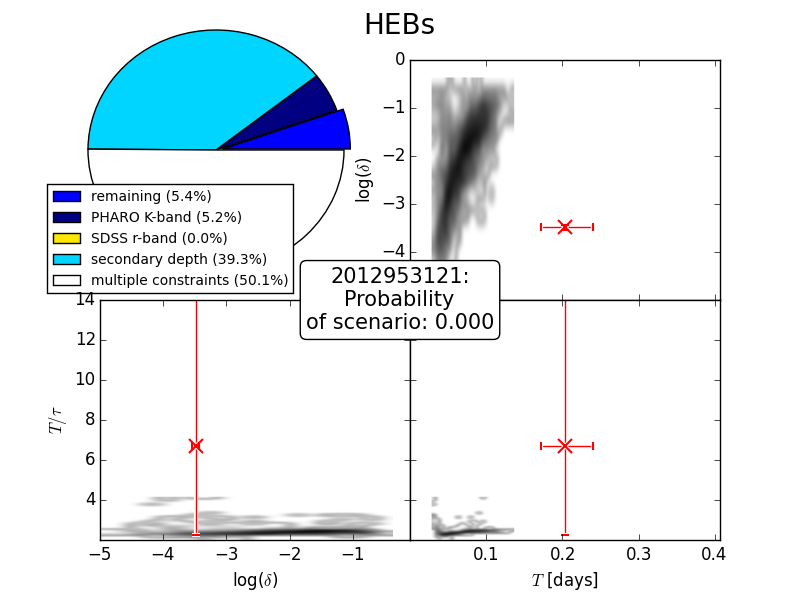 HEBs
remaining (5.4%)
PHARO K-band (5.2%)
SDSS r-band (0.0%)
secondary depth (39.3%)
multiple constraints (50.1%)
0
−1
−2
−3
−4
log(δ)
2012953121:
Probability
of scenario: 0.000
14
12
10
8
6
4
T/τ
−5 −4 −3 −2 −1
log(δ)
0.1 0.2 0.3 0.4
T [days]